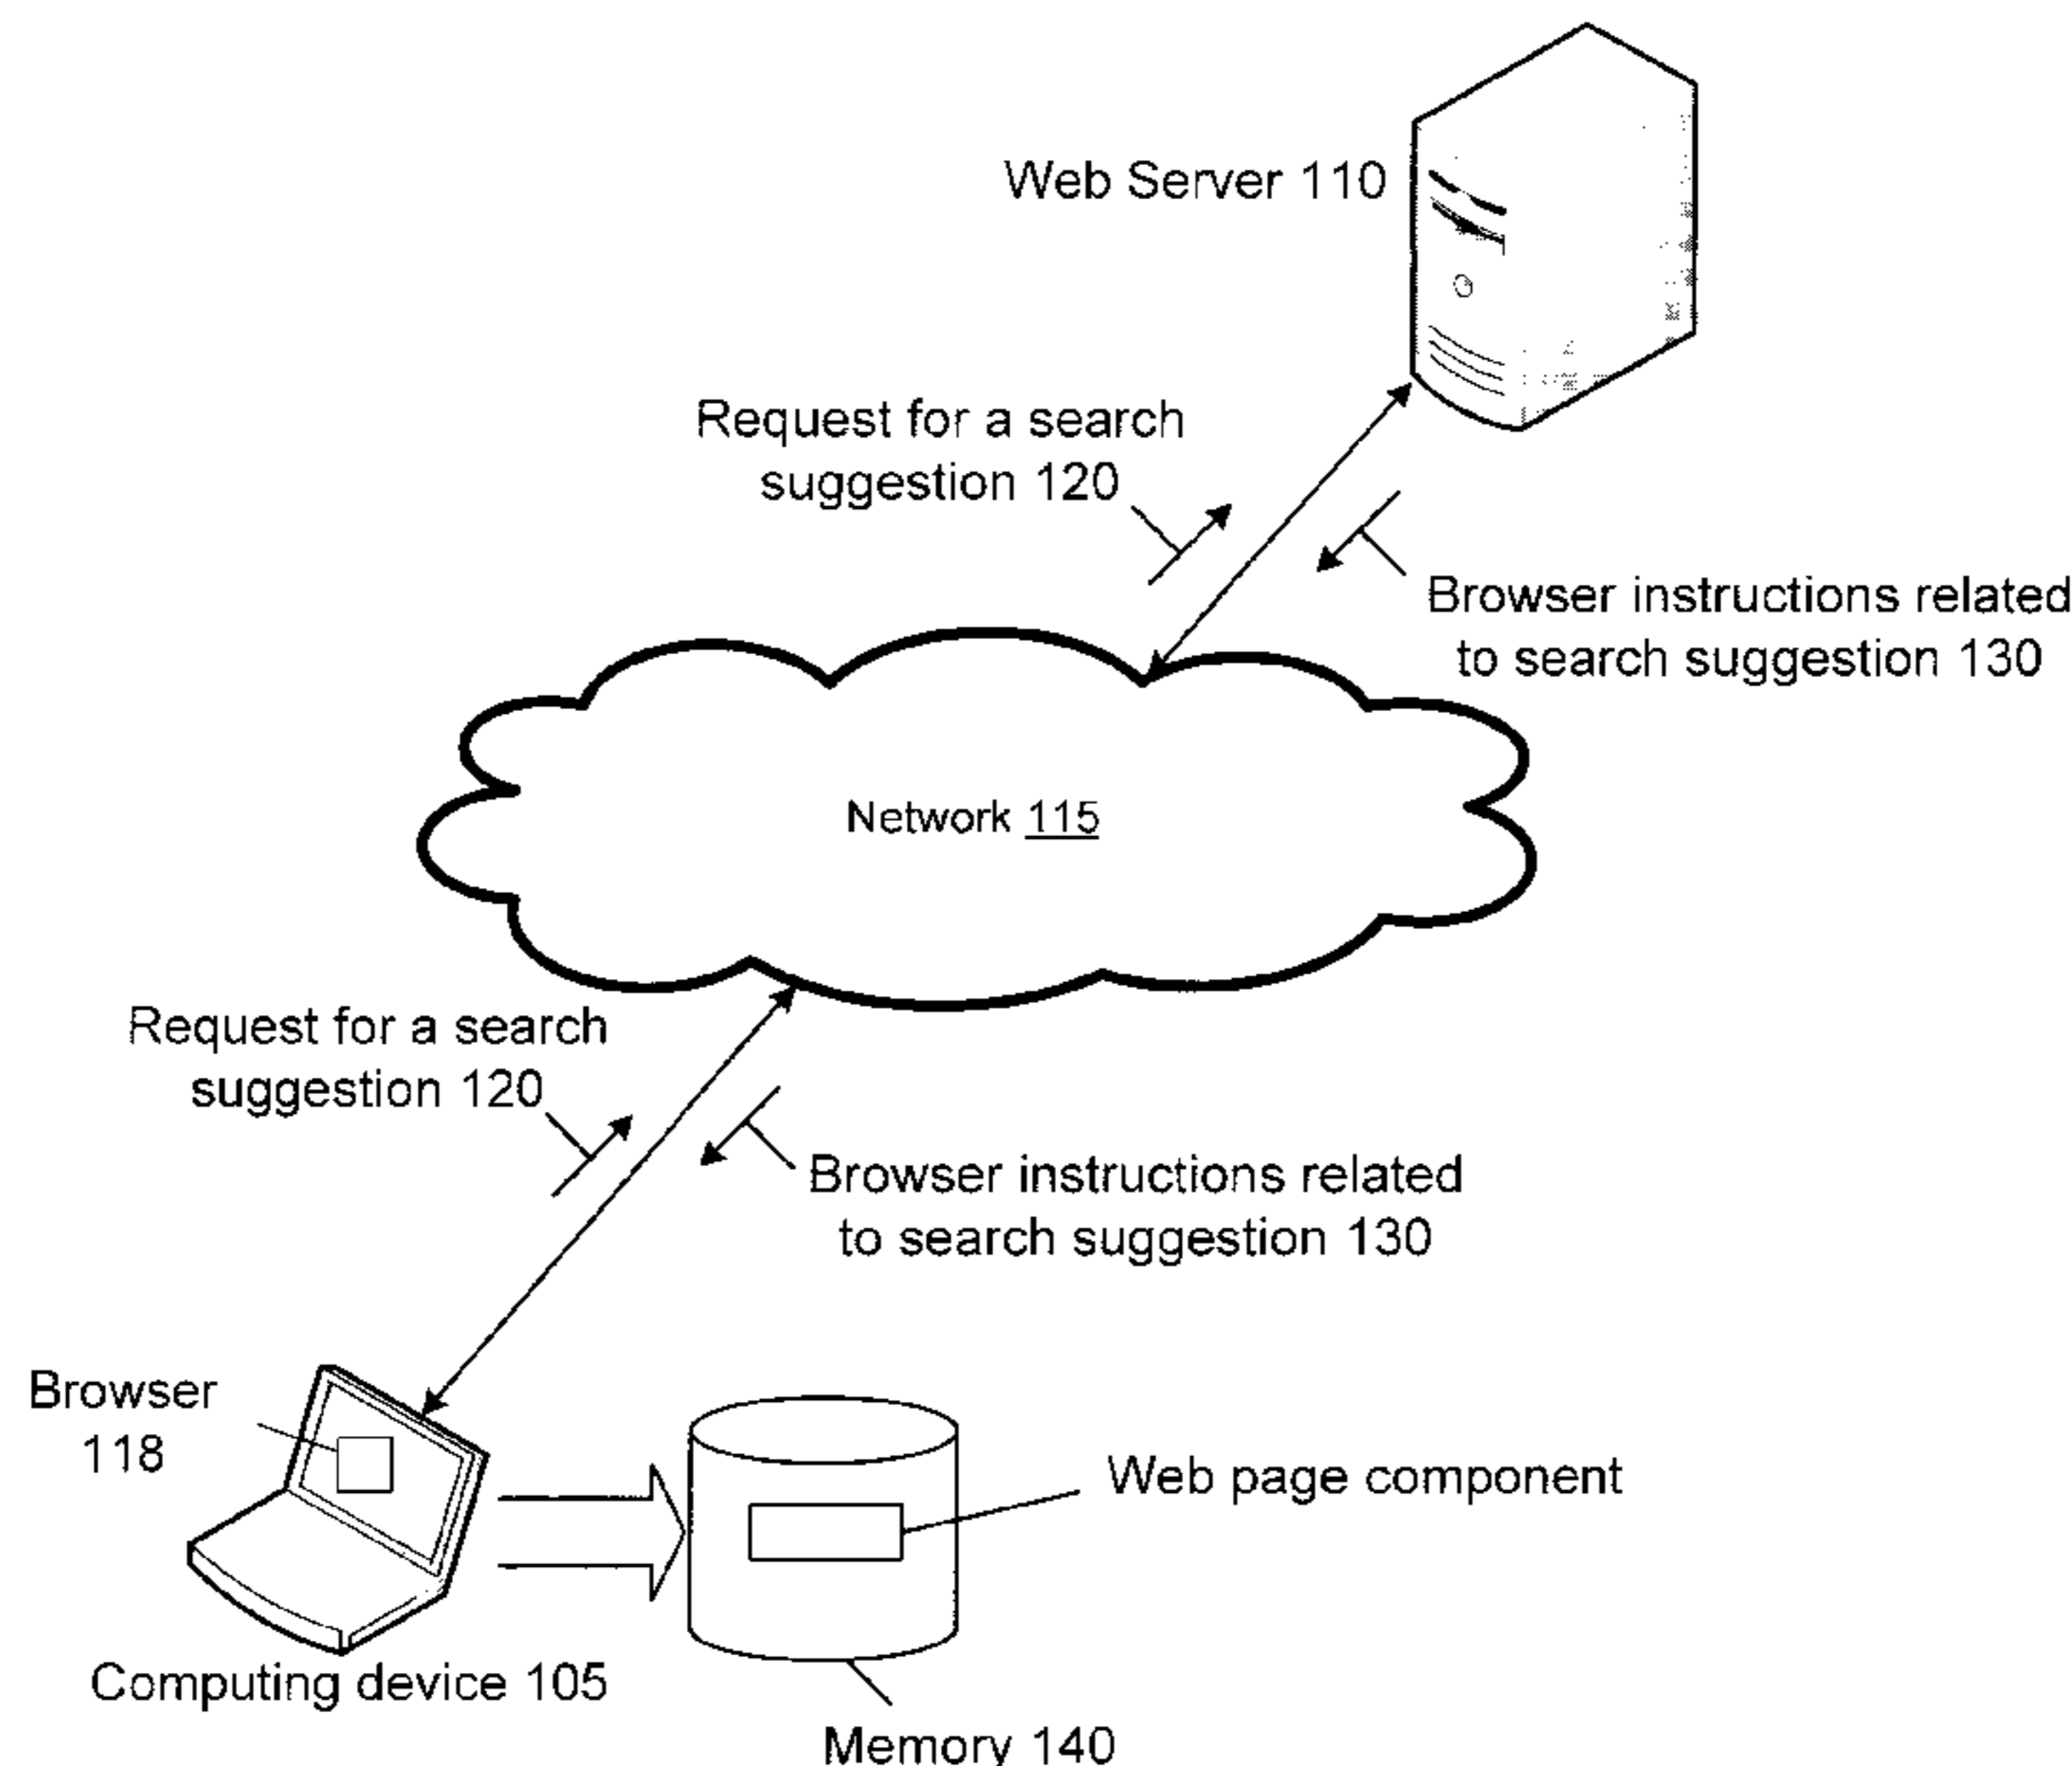 Web Server 110
Request for a search
suggestion 120
Browser instructions related
to search suggestion 130
Network 115
Request for a search
suggestion 120
Browser instructions related
to search suggestion 130
Browser
118
Web page component
Computing device 105
Memory 140